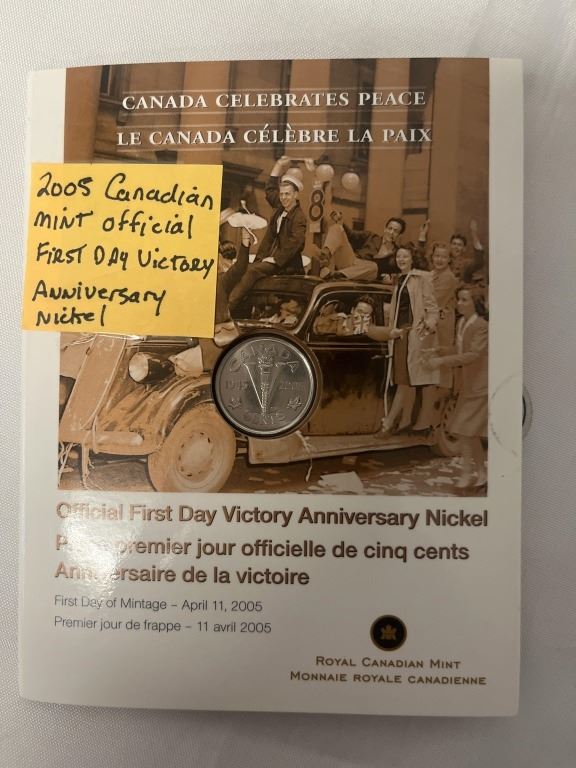 CANADA CELEBRATES PEACE
LE CANADA CÉLÈBRE LA PAIX
2005 Canadian
MINT Official
FIRST DAY VICTORY
Anniversary
Nickel
8
CANADA
1945 2005
CENTS
Official First Day Victory Anniversary Nickel
premier jour officielle de cinq cents
Anniversaire de la victoire
First Day of Mintage – April 11, 2005
Premier jour de frappe – 11 avril 2005
ROYAL CANADIAN MINT
MONNAIE ROYALE CANADIENNE